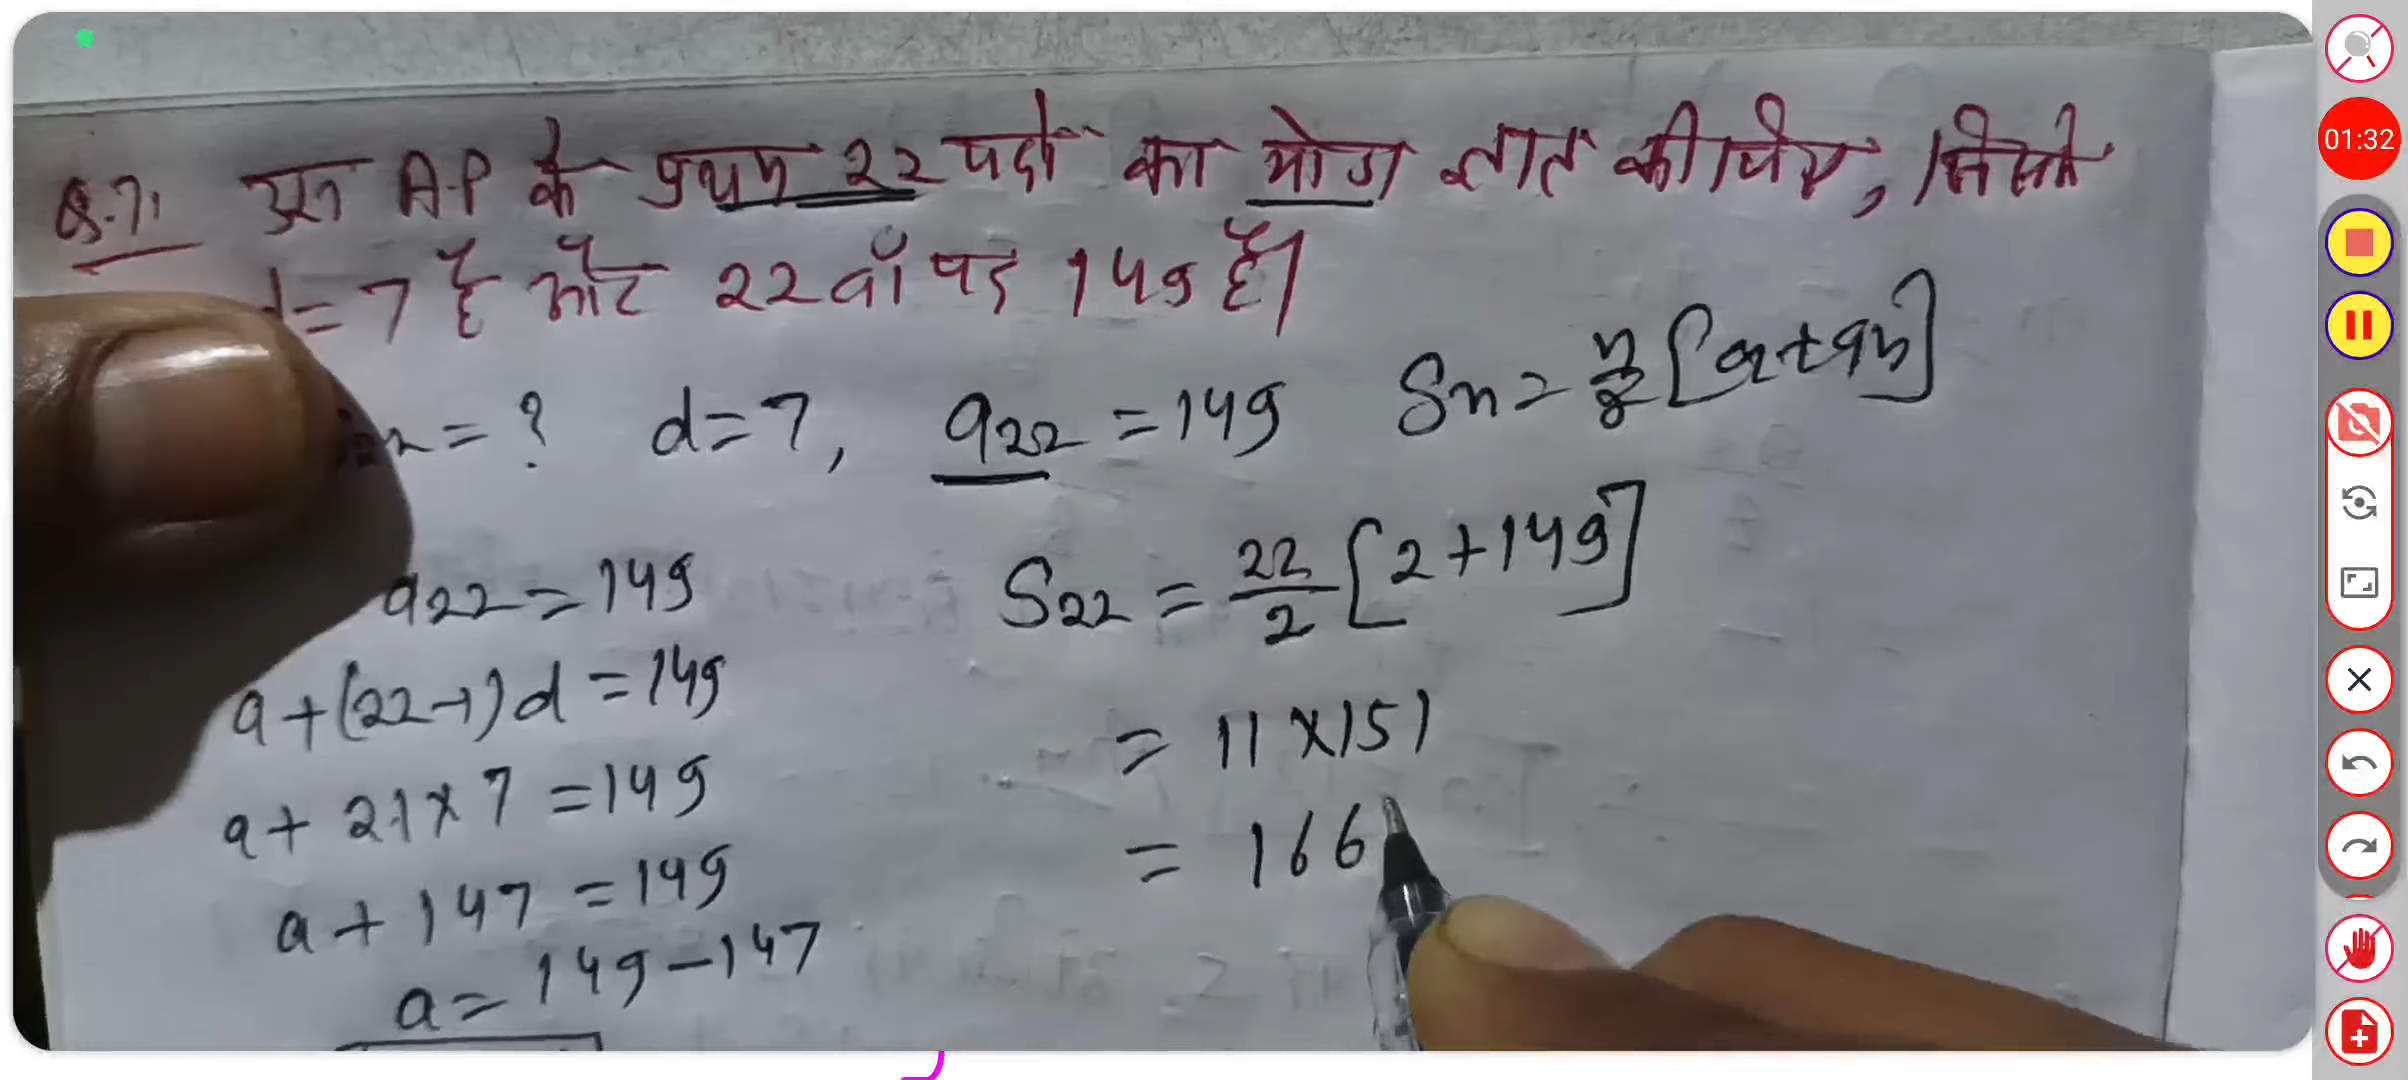 Q.7। उस A.P के प्रथम 22 पदों का योग ज्ञात कीजिए, जिसमें
d=7 है और 22वाँ पद 149 है।
=? d=7, a22=149 Sn=n/2[a+an]
a22=149
S22=22/2[2+149]
a+(22-1)d=149
=11×151
a+21×7=149
=166
a+147=149
a=149-147
01:32